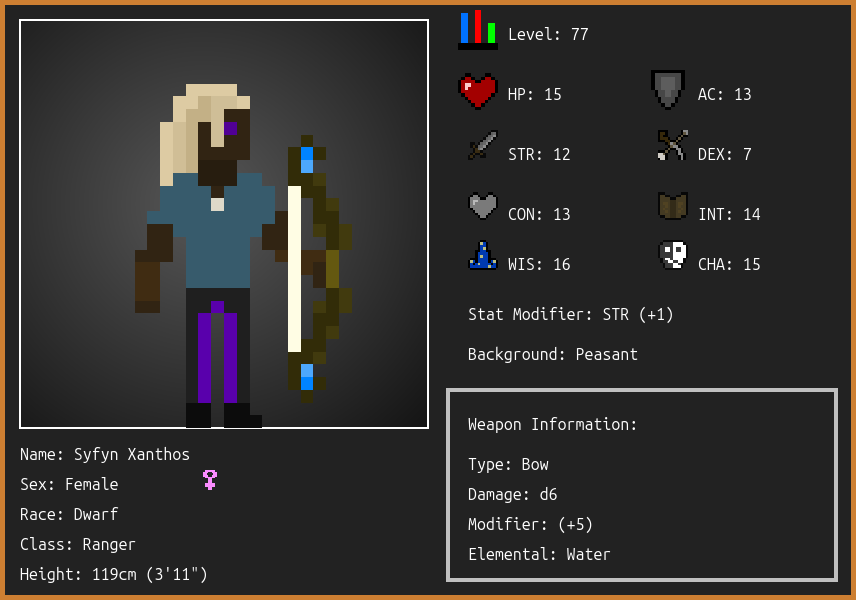 Level: 77
HP: 15
AC: 13
STR: 12
DEX: 7
CON: 13
INT: 14
WIS: 16
CHA: 15
Stat Modifier: STR (+1)
Background: Peasant
Weapon Information:
Type: Bow
Damage: d6
Modifier: (+5)
Elemental: Water
Name: Syfyn Xanthos
Sex: Female
Race: Dwarf
Class: Ranger
Height: 119cm (3'11")